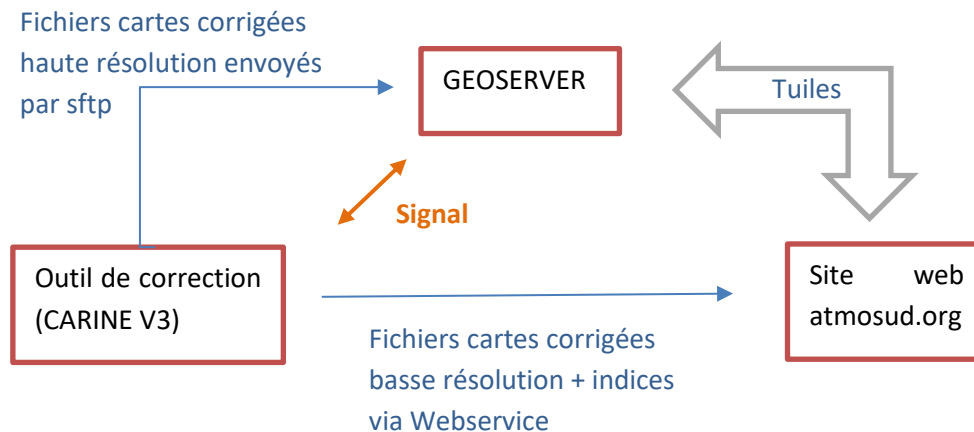 Fichiers cartes corrigées
haute résolution envoyés
par sftp
GEOSERVER
Tuiles
Signal
Outil de correction
(CARINE V3)
Site web
atmosud.org
Fichiers cartes corrigées
basse résolution + indices
via Webservice